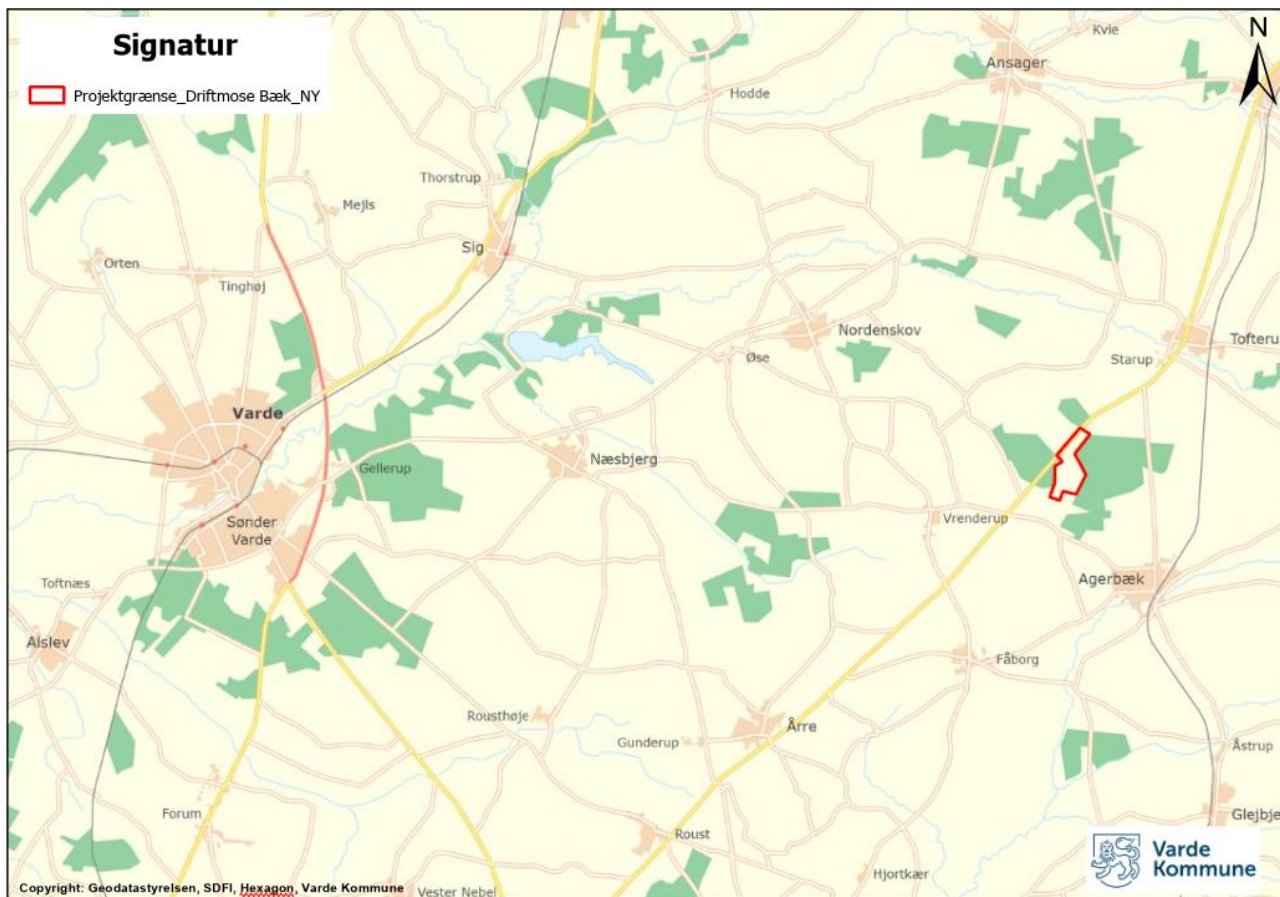 Signatur
Projektgrænse_Driftmose Bæk_NY
N
Kvie
Ansager
Hodde
Thorstrup
Mejls
Sig
Orten
Tinghøj
Nordenskov
Tofteru
Starup
Øse
Varde
Næsbjerg
Gellerup
Vrenderup
Sønder
Varde
Agerbæk
Toftnæs
Alslev
Fåborg
Rousthøje
Gunderup
Årre
Åstrup
Forum
Glejbje
Roust
Hjortkær
Vester Nebel
Varde
Kommune
Copyright: Geodatastyrelsen, SDFI, Hexagon, Varde Kommune